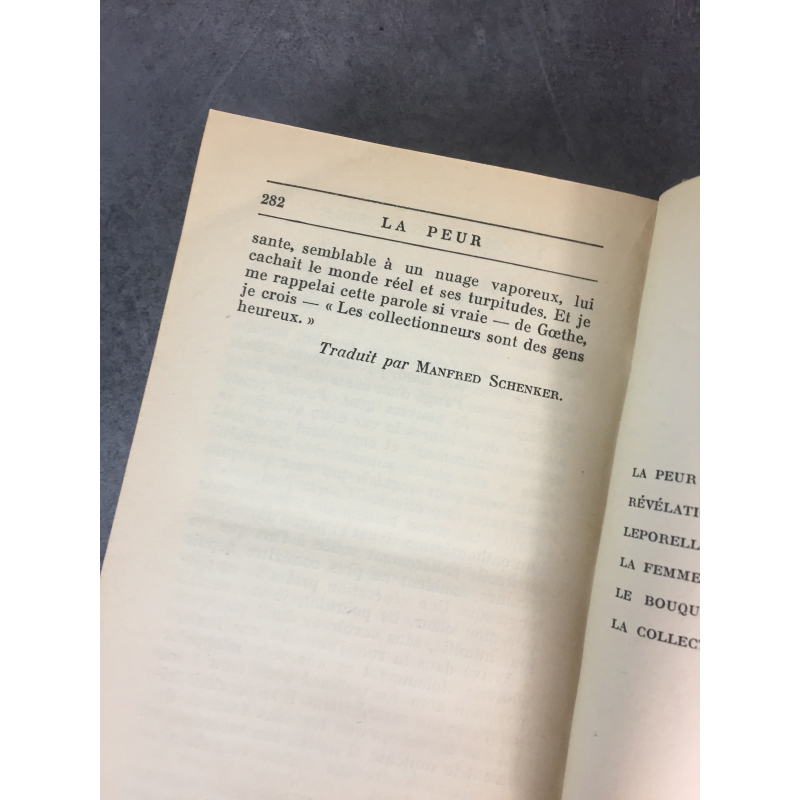 282
LA PEUR
sante, semblable à un nuage vaporeux, lui
cachait le monde réel et ses turpitudes. Et je
me rappelai cette parole si vraie — de Gœthe,
je crois — « Les collectionneurs sont des gens
heureux. »
Traduit par MANFRED SCHENKER.
LA PEUR
RÉVÉLATI
LEPORELL
LA FEMME
LE BOUQU
LA COLLECT